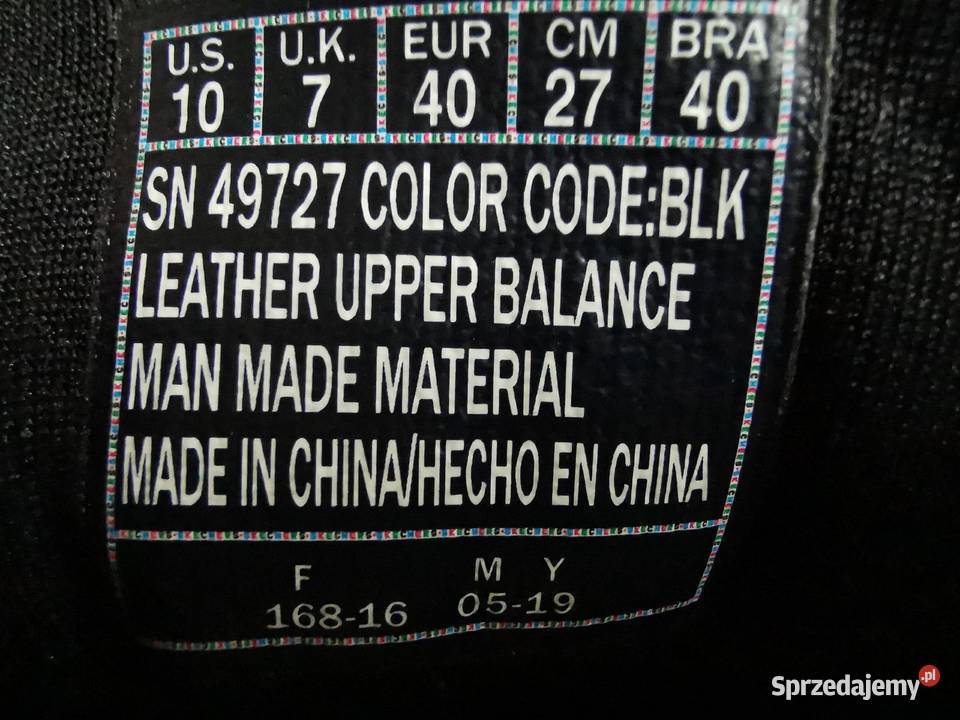 U.S. U.K. EUR CM BRA
10 7 40 27 40
SN 49727 COLOR CODE:BLK
LEATHER UPPER BALANCE
MAN MADE MATERIAL
MADE IN CHINA/HECHO EN CHINA
F M Y
168-16 05-19
Sprzedajemy.pl